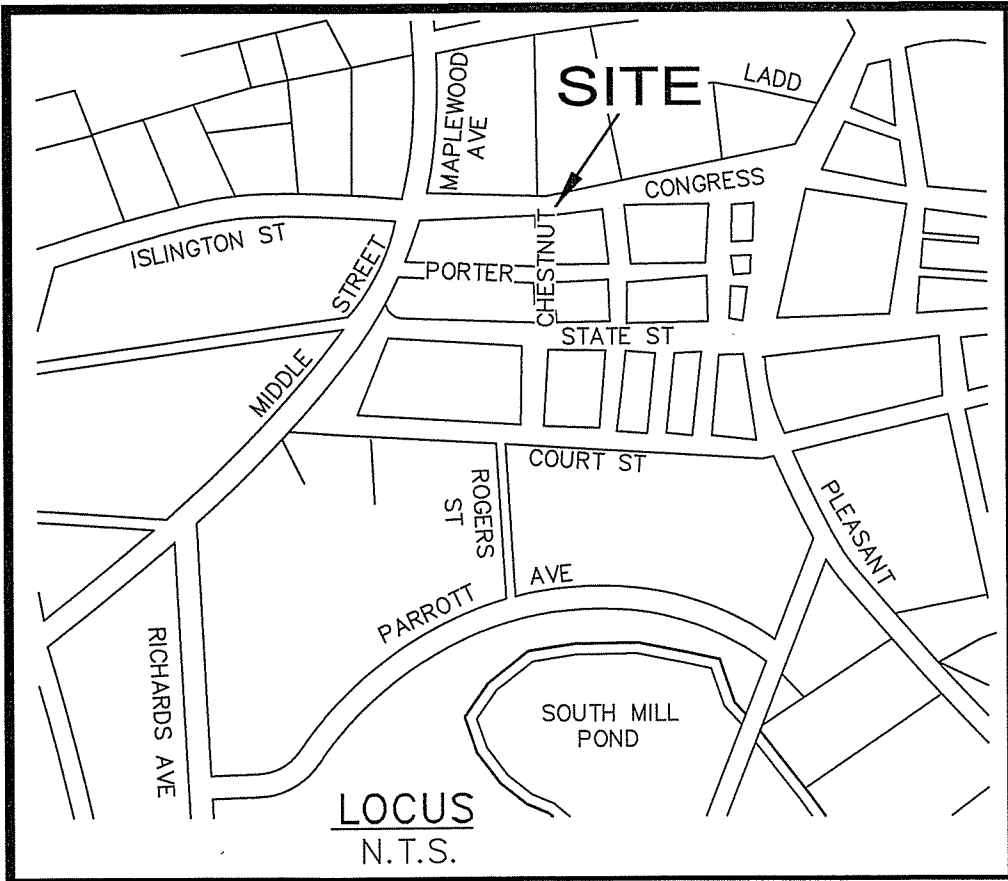 MAPLEWOOD
AVE
SITE
LADD
CONGRESS
ISLINGTON ST
MIDDLE STREET
PORTER
CHESTNUT
STATE ST
COURT ST
ROGERS
ST
PLEASANT
PARROTT AVE
RICHARDS AVE
SOUTH MILL
POND
LOCUS
N.T.S.